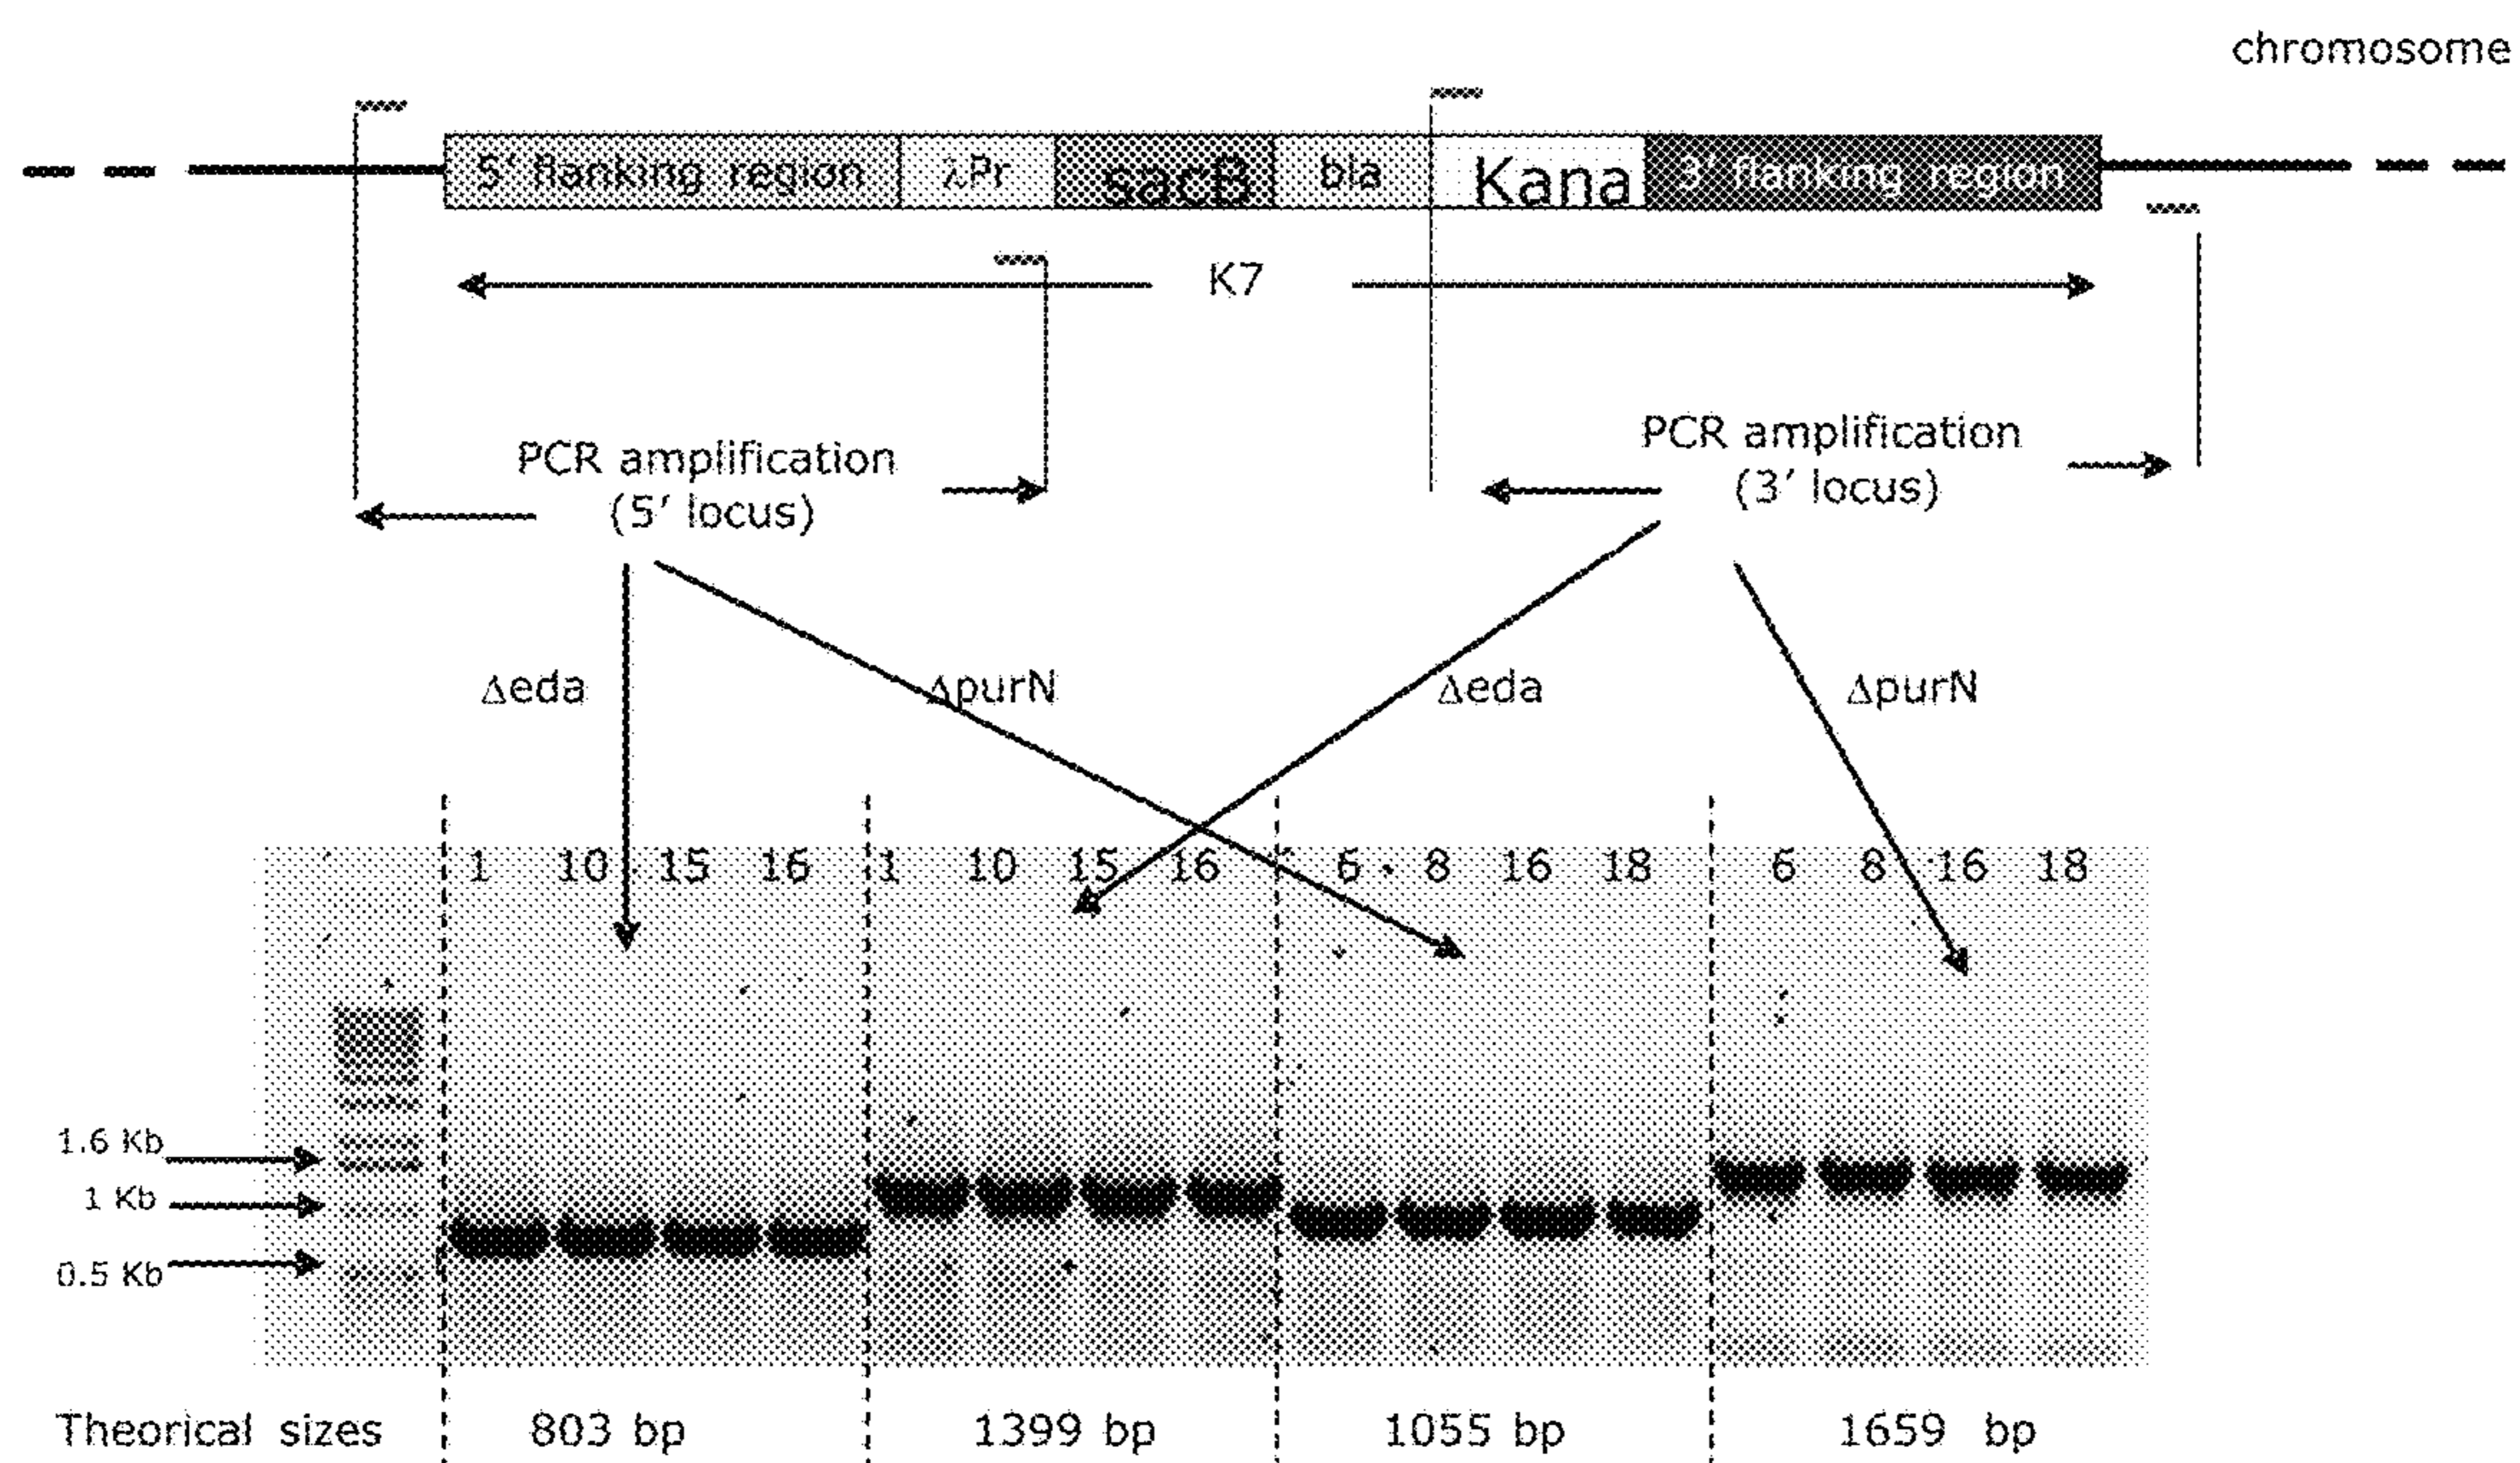 chromosome
5' flanking region λPr sacB bla Kana 3' flanking region
K7
PCR amplification
(5' locus)
PCR amplification
(3' locus)
Δeda ΔpurN Δeda ΔpurN
1 10 15 16 1 10 15 16 6 8 16 18 6 8 16 18
1.6 Kb
1 Kb
0.5 Kb
Theorical sizes 803 bp 1399 bp 1055 bp 1659 bp